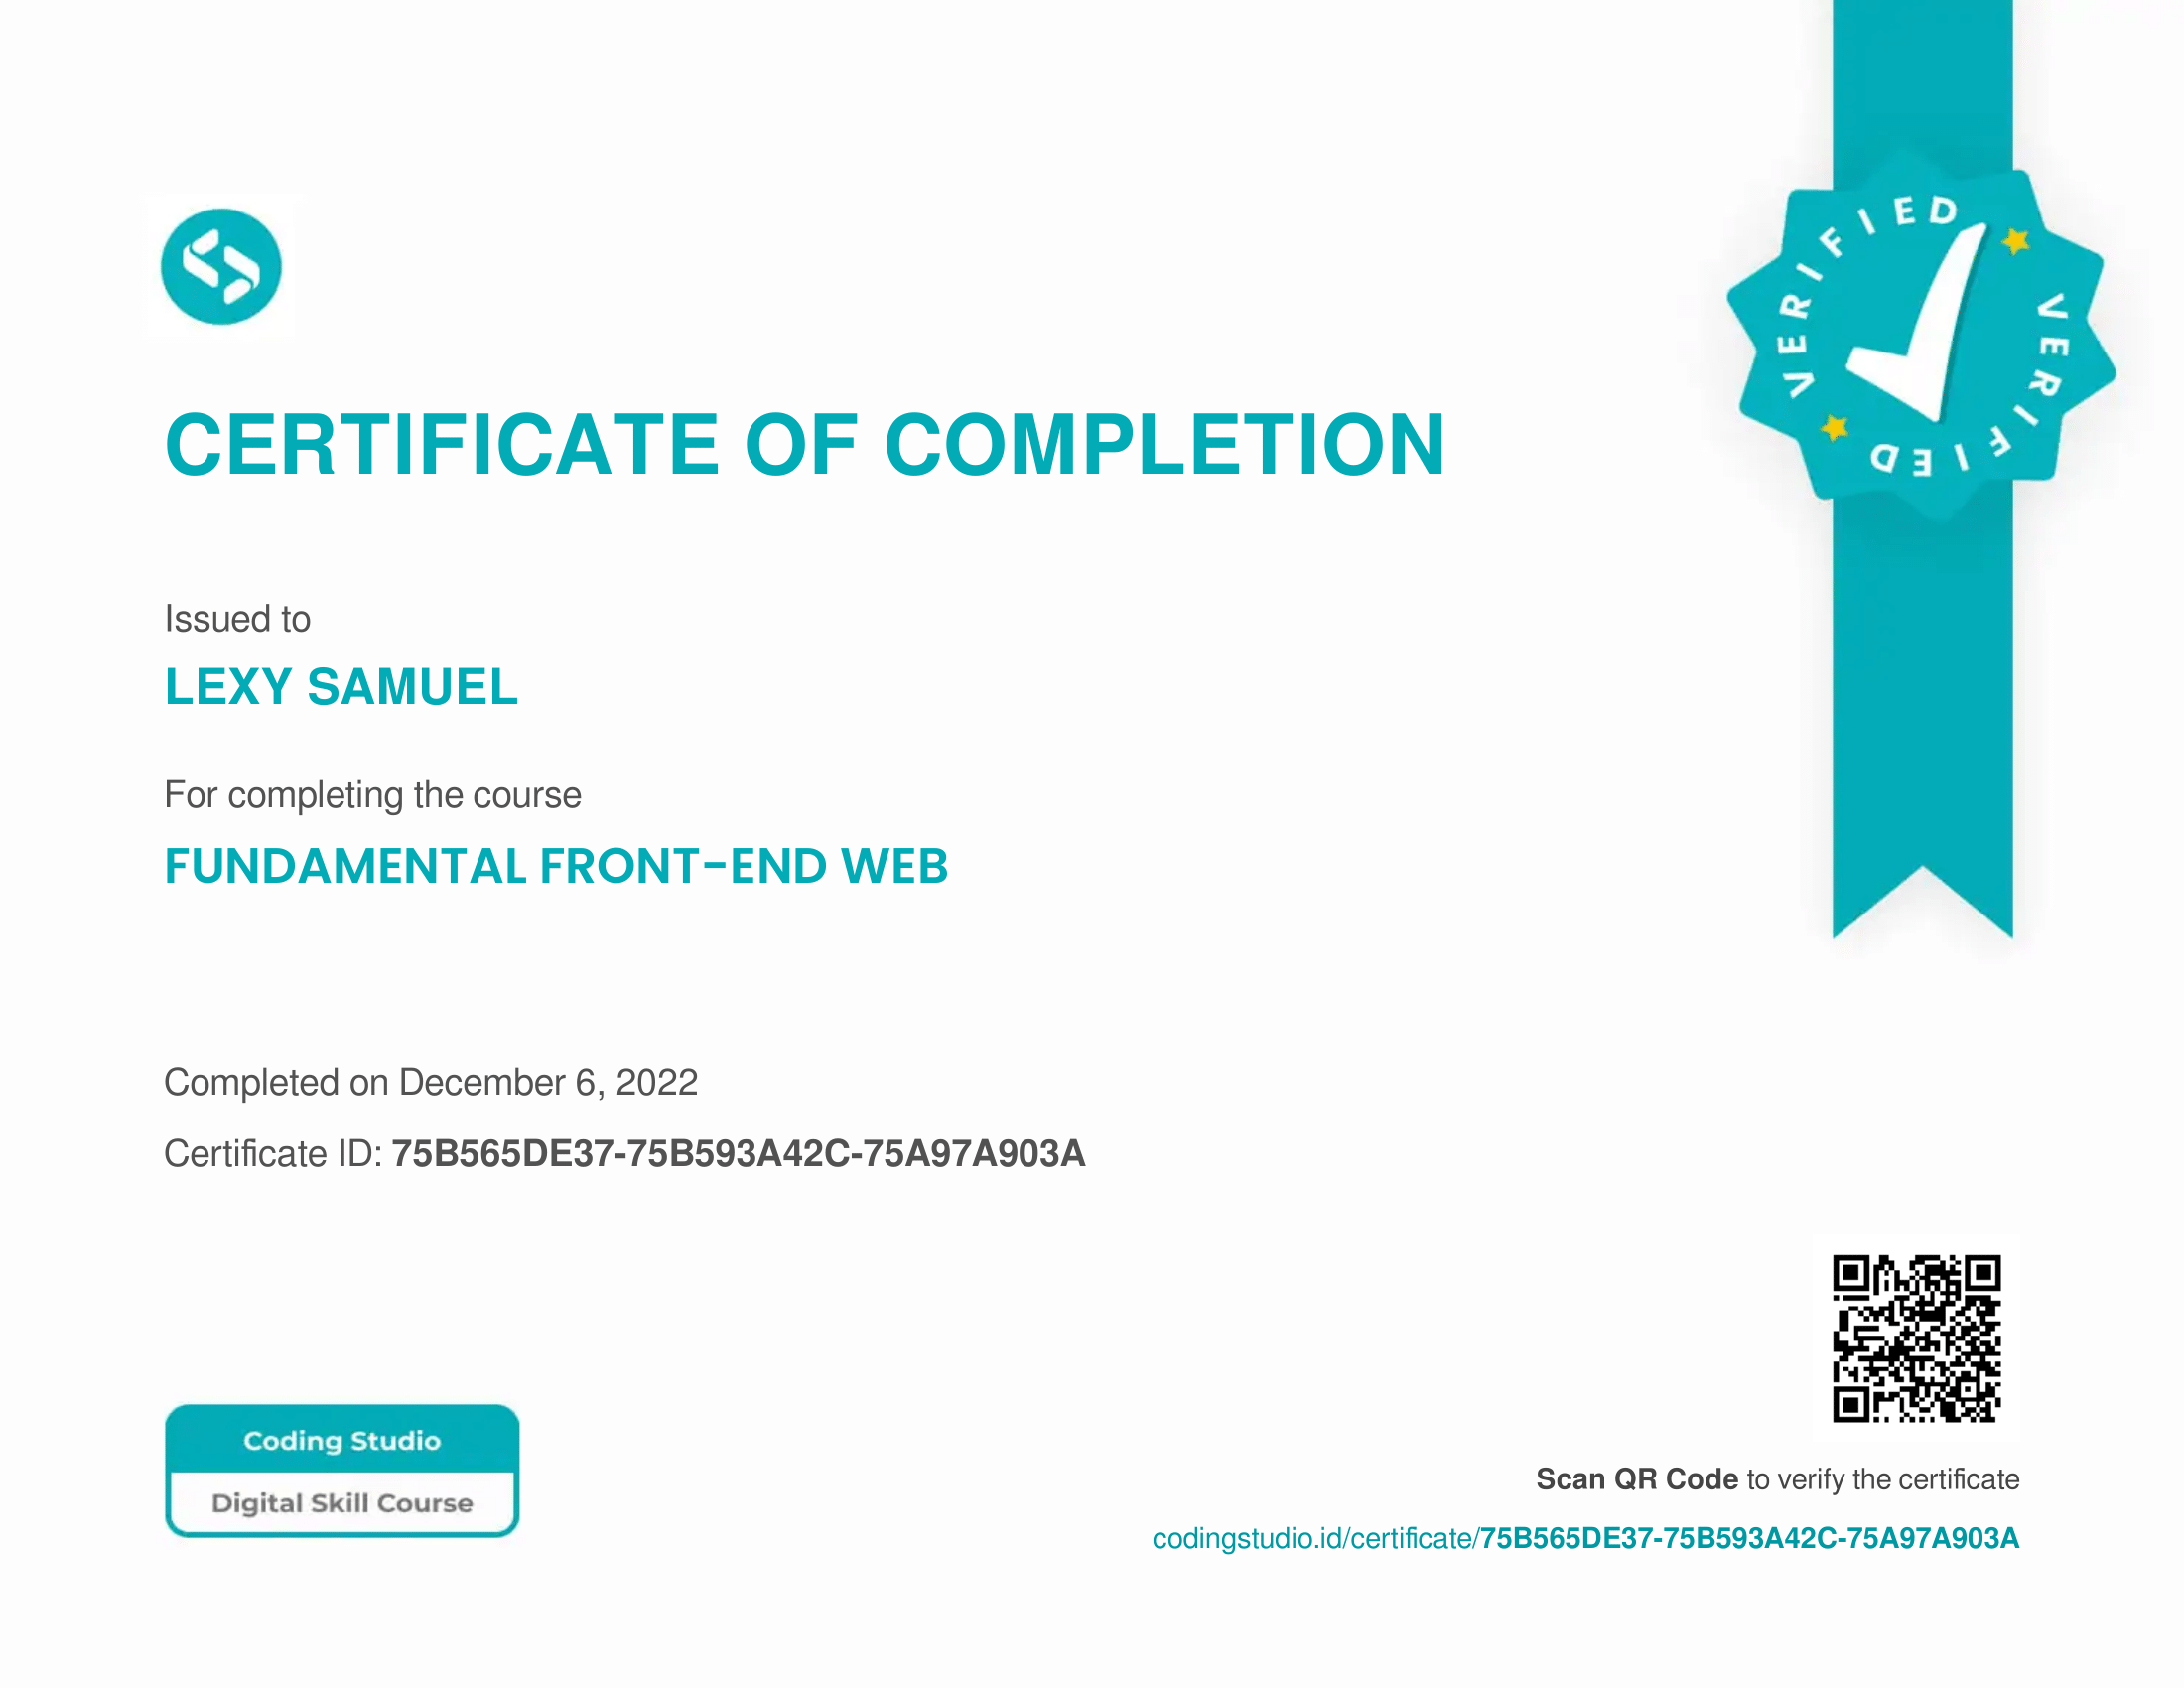 VERIFIED
VERIFIED
CERTIFICATE OF COMPLETION
Issued to
LEXY SAMUEL
For completing the course
FUNDAMENTAL FRONT-END WEB
Completed on December 6, 2022
Certificate ID: 75B565DE37-75B593A42C-75A97A903A
Coding Studio
Digital Skill Course
Scan QR Code to verify the certificate
codingstudio.id/certificate/75B565DE37-75B593A42C-75A97A903A